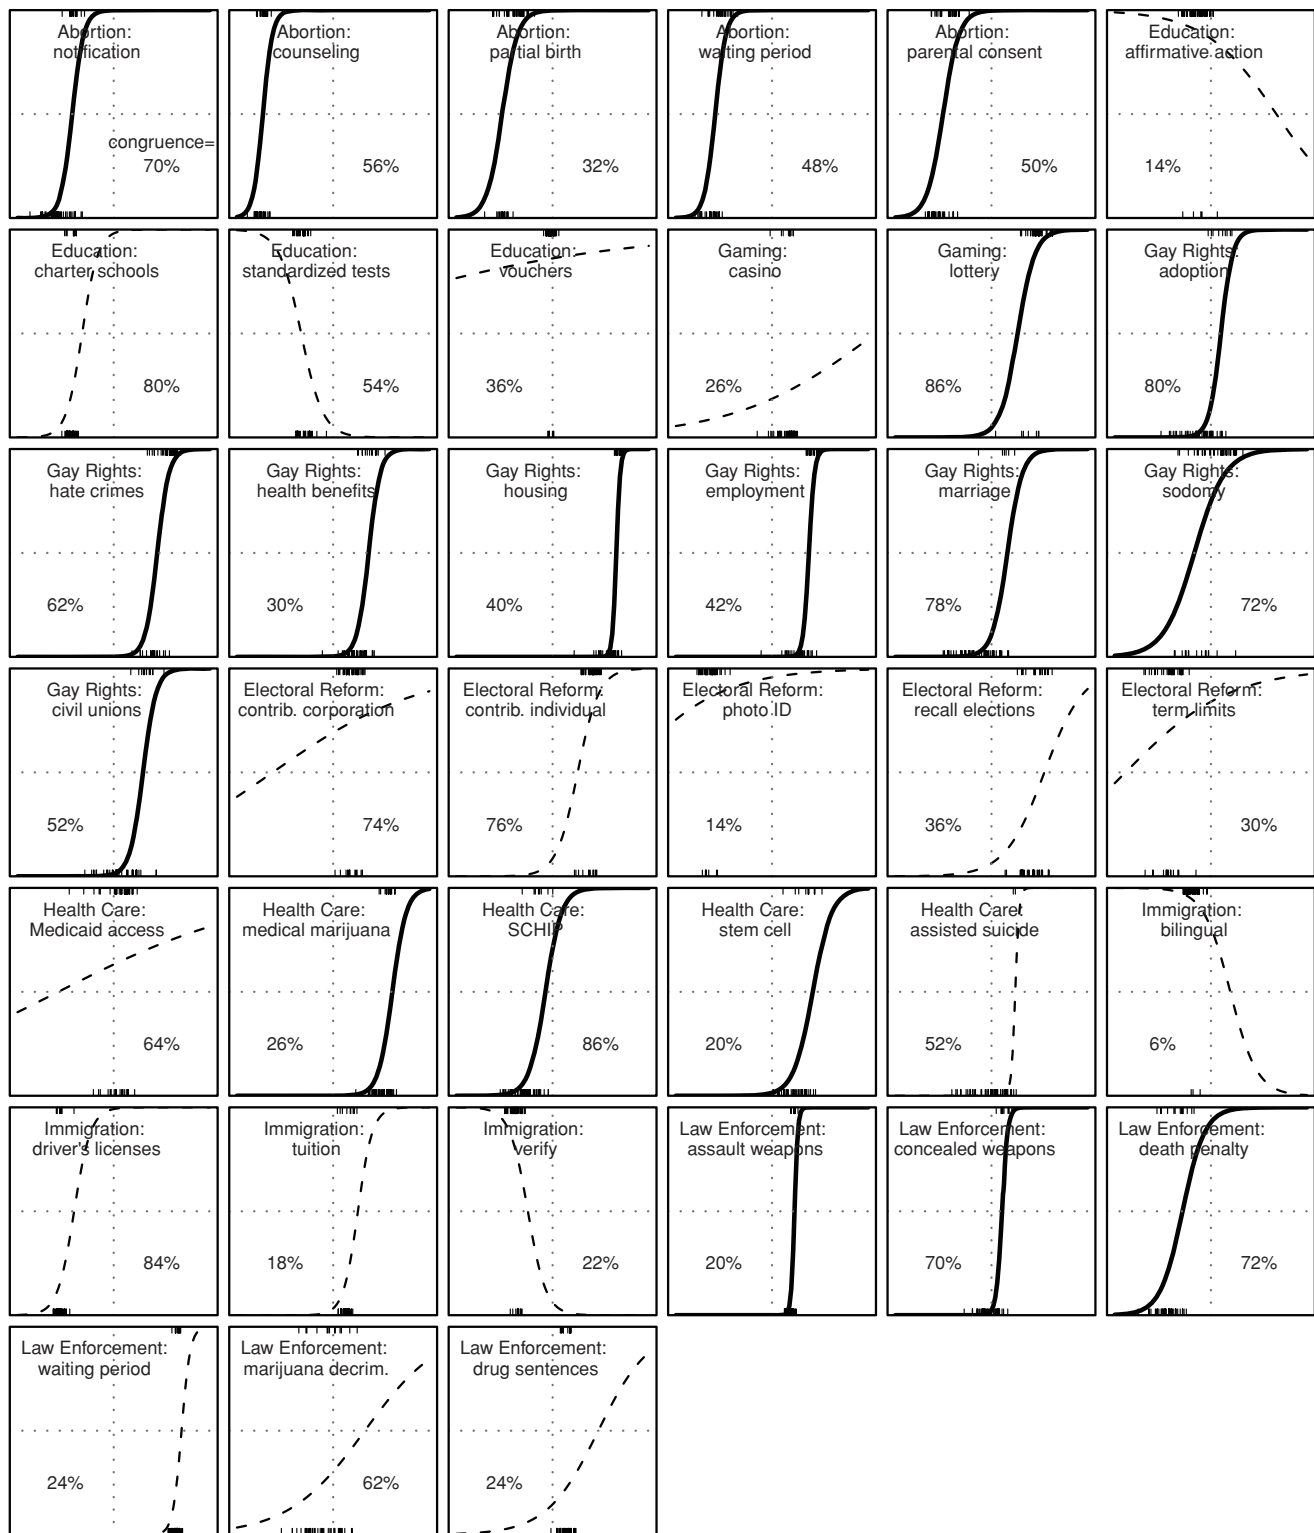 Abortion:
notification
congruence=
70%
Abortion:
counseling
56%
Abortion:
partial birth
32%
Abortion:
waiting period
48%
Abortion:
parental consent
50%
Education:
affirmative action
14%
Education:
charter schools
80%
Education:
standardized tests
54%
Education:
vouchers
36%
Gaming:
casino
26%
Gaming:
lottery
86%
Gay Rights:
adoption
80%
Gay Rights:
hate crimes
62%
Gay Rights:
health benefits
30%
Gay Rights:
housing
40%
Gay Rights:
employment
42%
Gay Rights:
marriage
78%
Gay Rights:
sodomy
72%
Gay Rights:
civil unions
52%
Electoral Reform:
contrib. corporation
74%
Electoral Reform:
contrib. individual
76%
Electoral Reform:
photo ID
14%
Electoral Reform:
recall elections
36%
Electoral Reform:
term limits
30%
Health Care:
Medicaid access
64%
Health Care:
medical marijuana
26%
Health Care:
SCHIP
86%
Health Care:
stem cell
20%
Health Care:
assisted suicide
52%
Immigration:
bilingual
6%
Immigration:
driver's licenses
84%
Immigration:
tuition
18%
Immigration:
verify
22%
Law Enforcement:
assault weapons
20%
Law Enforcement:
concealed weapons
70%
Law Enforcement:
death penalty
72%
Law Enforcement:
waiting period
24%
Law Enforcement:
marijuana decrim.
62%
Law Enforcement:
drug sentences
24%